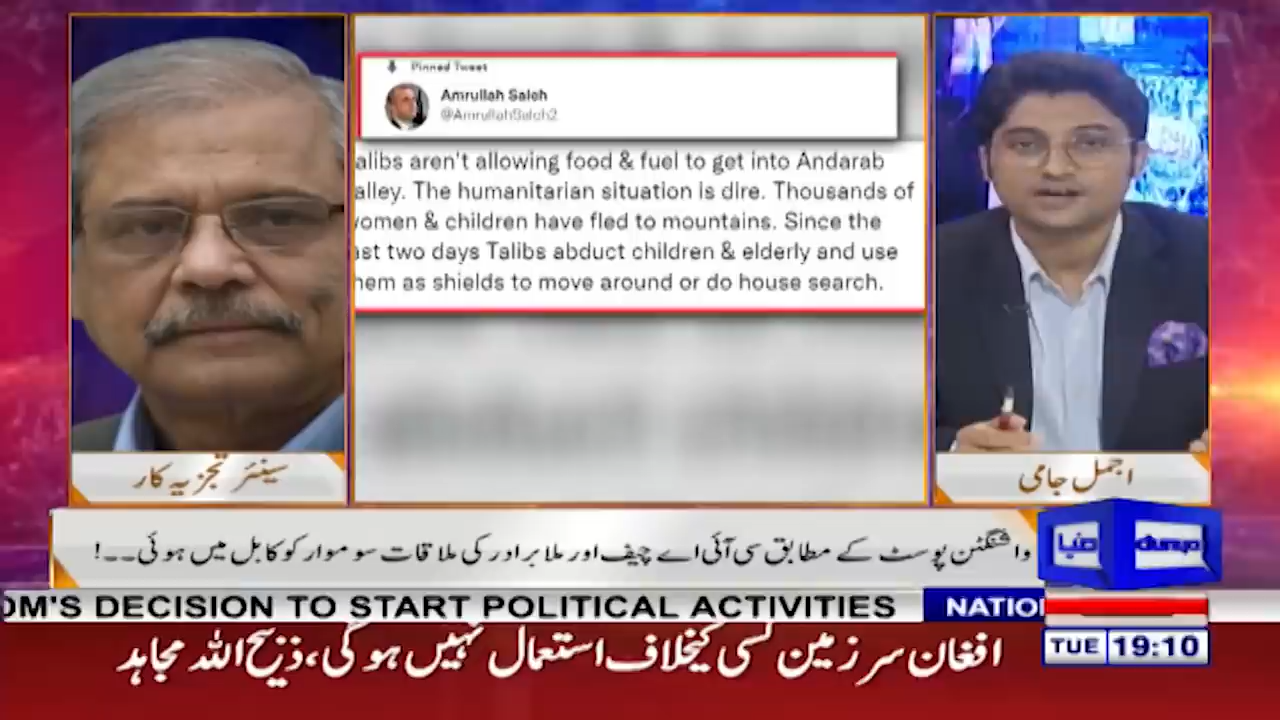 Pinned Tweet
Amrullah Saleh
@AmrullahSaleh2
alibs aren't allowing food & fuel to get into Andarab
alley. The humanitarian situation is dire. Thousands of
women & children have fled to mountains. Since the
ast two days Talibs abduct children & elderly and use
hem as shields to move around or do house search.
سینئر تجزیہ کار
اجمل جامی
واشنگٹن پوسٹ کے مطابق سی آئی اے چیف اور ملا برادر کی ملاقات سوموار کو کابل میں ہوئی۔۔!
دنیا
OM'S DECISION TO START POLITICAL ACTIVITIES
NATIO
افغان سرزمین کسی کیخلاف استعمال نہیں ہوگی، ذبیح اللہ مجاہد
TUE 19:10